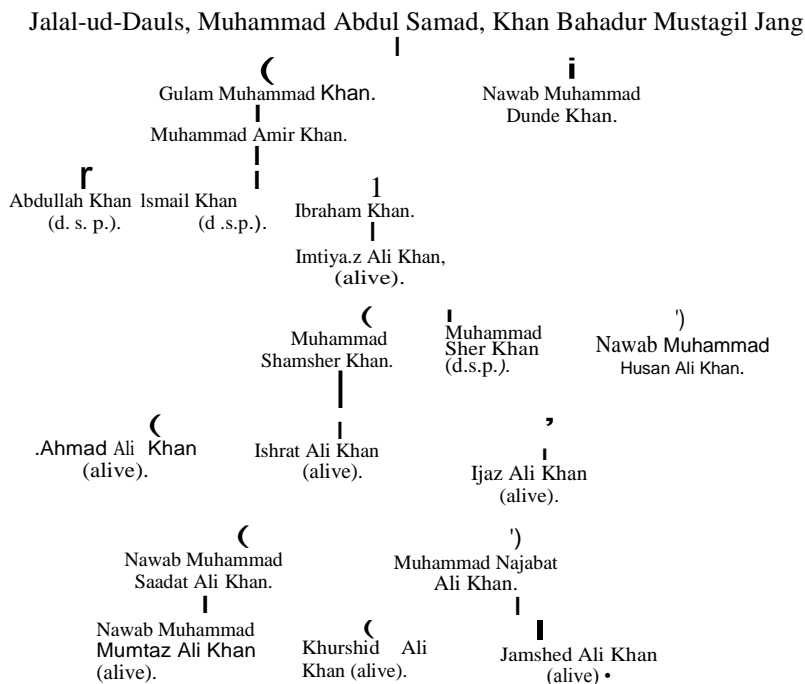 Jalal-ud-Dauls, Muhammad Abdul Samad, Khan Bahadur Mustagil Jang
Gulam Muhammad Khan.
Nawab Muhammad
Dunde Khan.
Muhammad Amir Khan.
Abdullah Khan
(d. s. p.).
lsmail Khan
(d .s.p.).
Ibraham Khan.
Imtiya.z Ali Khan,
(alive).
Muhammad
Shamsher Khan.
Muhammad
Sher Khan
(d.s.p.).
Nawab Muhammad
Husan Ali Khan.
.Ahmad Ali Khan
(alive).
Ishrat Ali Khan
(alive).
Ijaz Ali Khan
(alive).
Nawab Muhammad
Saadat Ali Khan.
Muhammad Najabat
Ali Khan.
Nawab Muhammad
Mumtaz Ali Khan
(alive).
Khurshid Ali
Khan (alive).
Jamshed Ali Khan
(alive) •